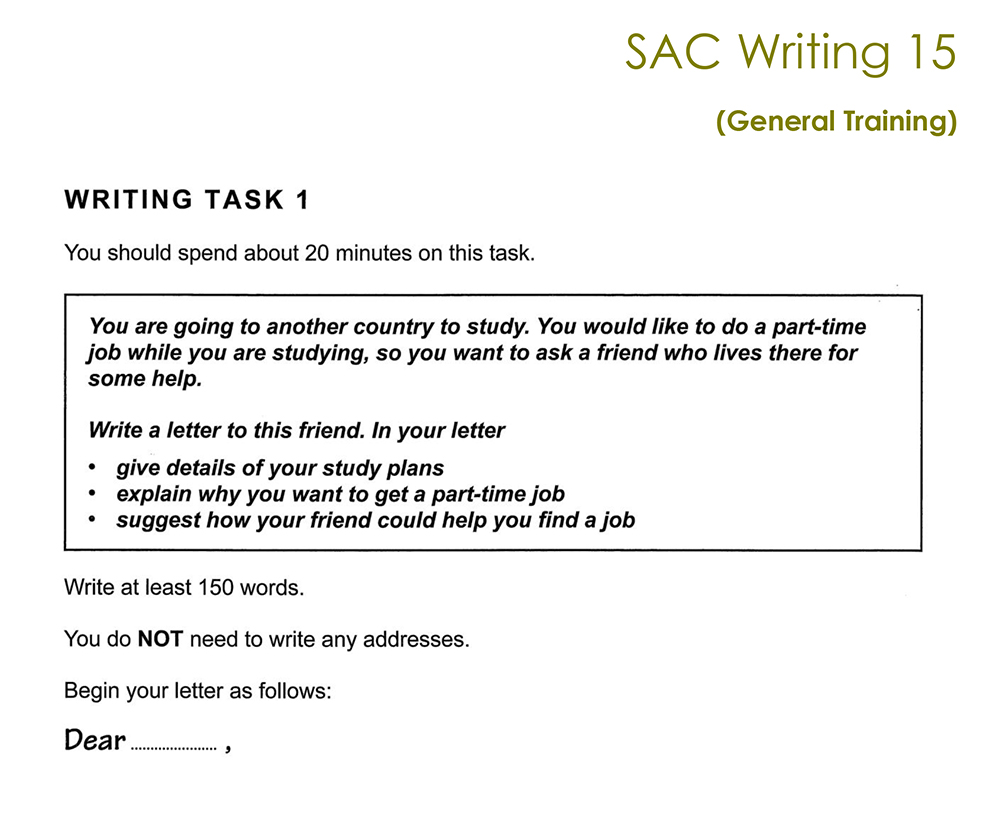 SAC Writing 15
(General Training)
WRITING TASK 1
You should spend about 20 minutes on this task.
You are going to another country to study. You would like to do a part-time
job while you are studying, so you want to ask a friend who lives there for
some help.
Write a letter to this friend. In your letter
• give details of your study plans
• explain why you want to get a part-time job
• suggest how your friend could help you find a job
Write at least 150 words.
You do NOT need to write any addresses.
Begin your letter as follows:
Dear ...................... ,